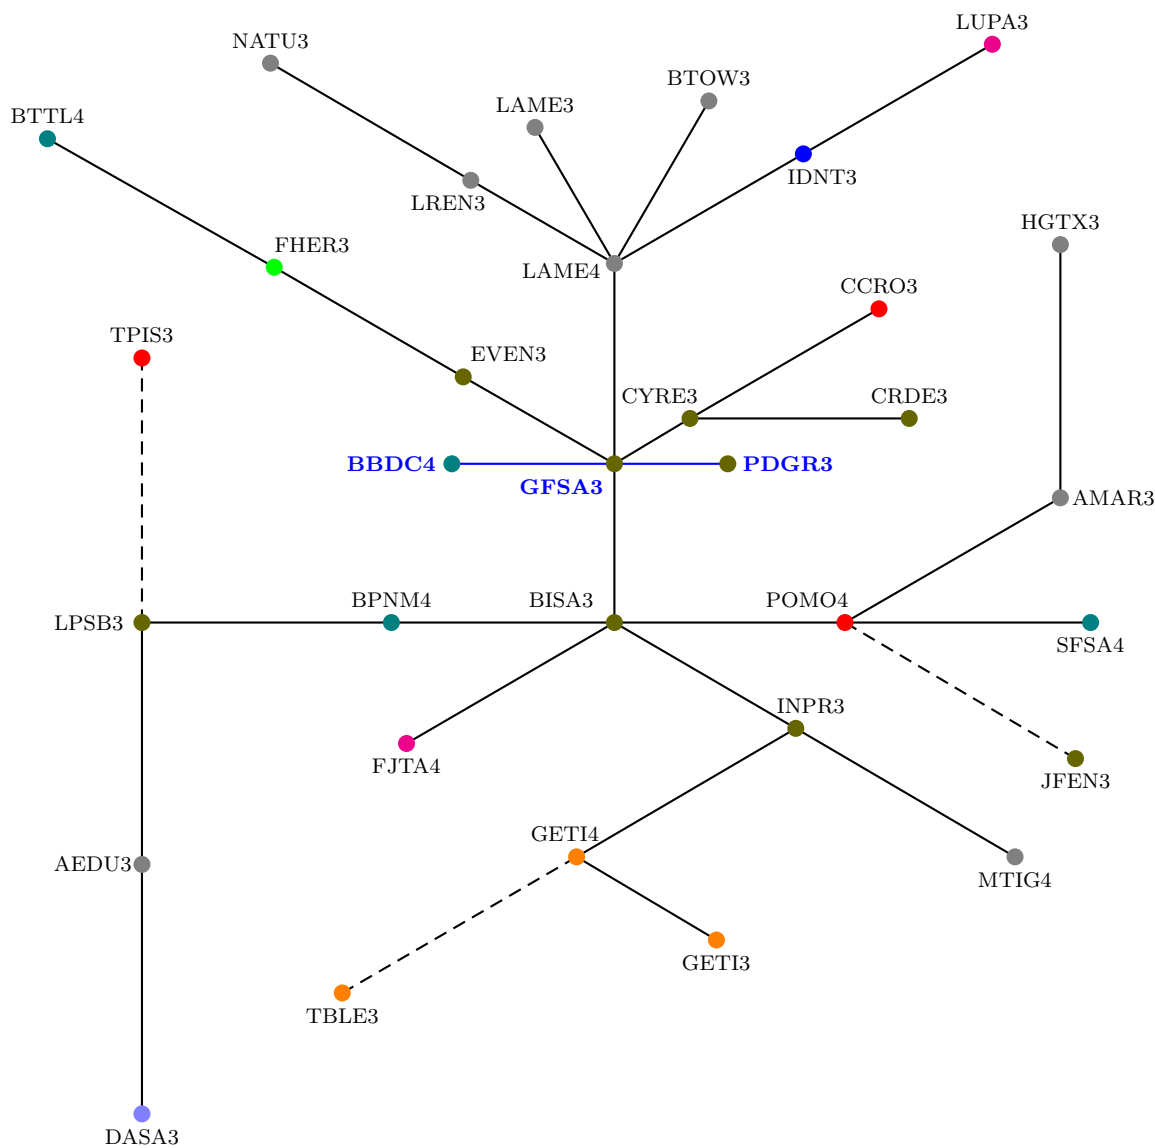 LUPA3
NATU3
BTOW3
LAME3
BTTL4
IDNT3
LREN3
HGTX3
FHER3
LAME4
CCRO3
TPIS3
EVEN3
CYRE3
CRDE3
BBDC4
PDGR3
GFSA3
AMAR3
BPNM4
BISA3
POMO4
LPSB3
SFSA4
INPR3
FJTA4
JFEN3
GETI4
AEDU3
MTIG4
GETI3
TBLE3
DASA3